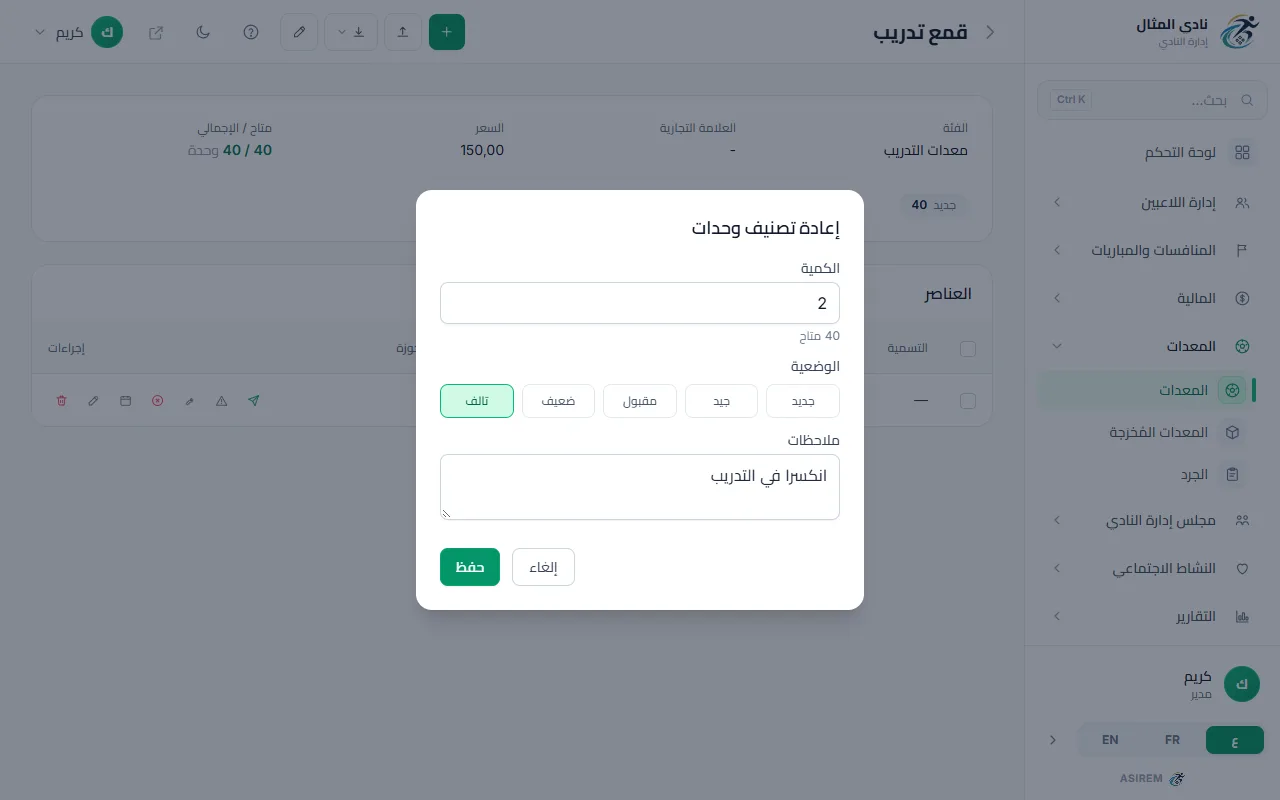 نادي المثال
إدارة النادي
بحث...
Ctrl K
لوحة التحكم
إدارة اللاعبين
المنافسات والمباريات
المالية
المعدات
المعدات
المعدات المُخرَجة
الجرد
مجلس إدارة النادي
النشاط الاجتماعي
التقارير
ك
كريم
مدير
ع
FR
EN
ASIREM
قمع تدريب
ك
كريم
الفئة
معدات التدريب
العلامة التجارية
-
السعر
150,00
متاح / الإجمالي
40 / 40 وحدة
جديد 40
العناصر
التسمية
إجراءات
—
إعادة تصنيف وحدات
الكمية
2
40 متاح
الوضعية
جديد
جيد
مقبول
ضعيف
تالف
ملاحظات
انكسرا في التدريب
إلغاء
حفظ